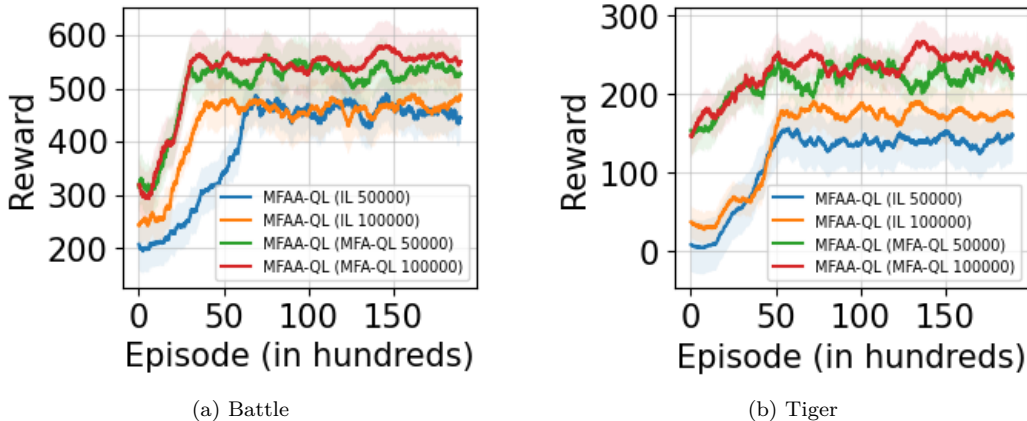 600
500
400
300
200
Reward
MFAA-QL (IL 50000)
MFAA-QL (IL 100000)
MFAA-QL (MFA-QL 50000)
MFAA-QL (MFA-QL 100000)
0 50 100 150
Episode (in hundreds)
(a) Battle
300
200
100
0
Reward
MFAA-QL (IL 50000)
MFAA-QL (IL 100000)
MFAA-QL (MFA-QL 50000)
MFAA-QL (MFA-QL 100000)
0 50 100 150
Episode (in hundreds)
(b) Tiger